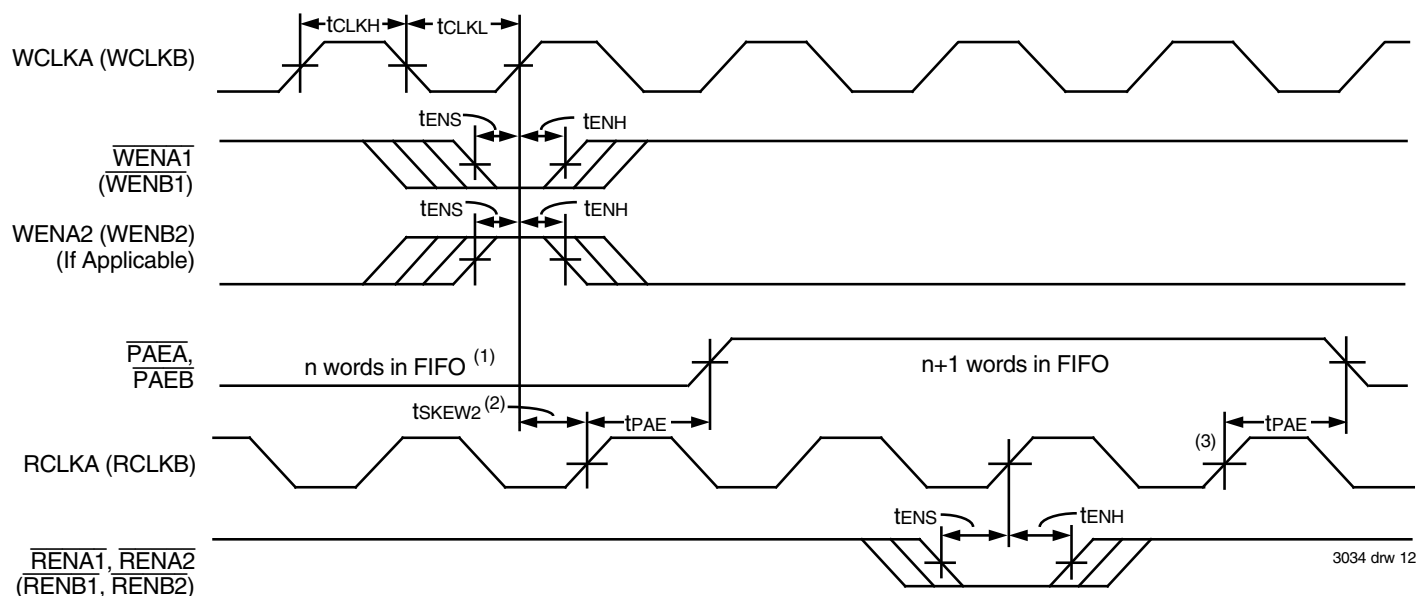 tCLKH tCLKL
WCLKA (WCLKB)
tENS tENH
WENA1
(WENB1)
tENS tENH
WENA2 (WENB2)
(If Applicable)
PAEA,
PAEB
n words in FIFO (1)
n+1 words in FIFO
tSKEW2(2) tPAE
(3) tPAE
RCLKA (RCLKB)
tENS tENH
RENA1, RENA2
(RENB1, RENB2)
3034 drw 12